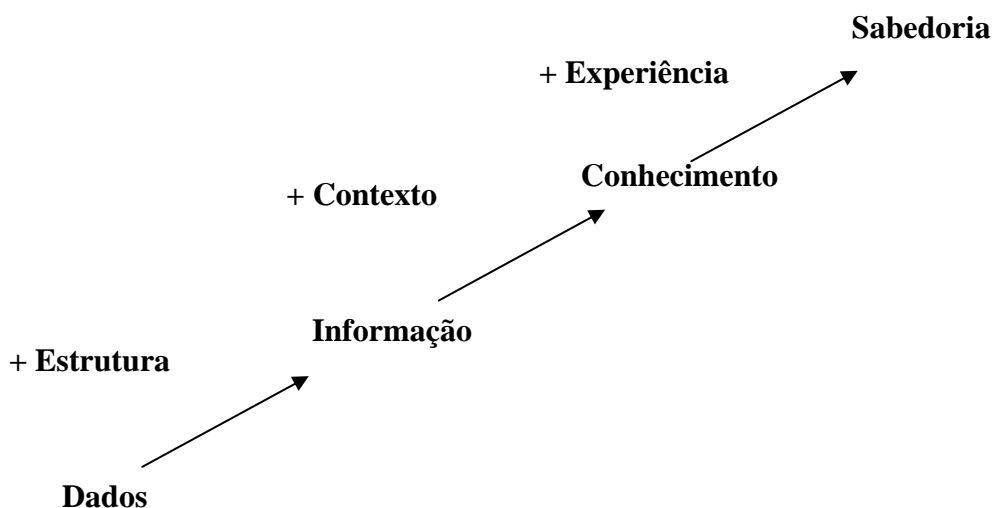 Sabedoria
+ Experiência
Conhecimento
+ Contexto
Informação
+ Estrutura
Dados